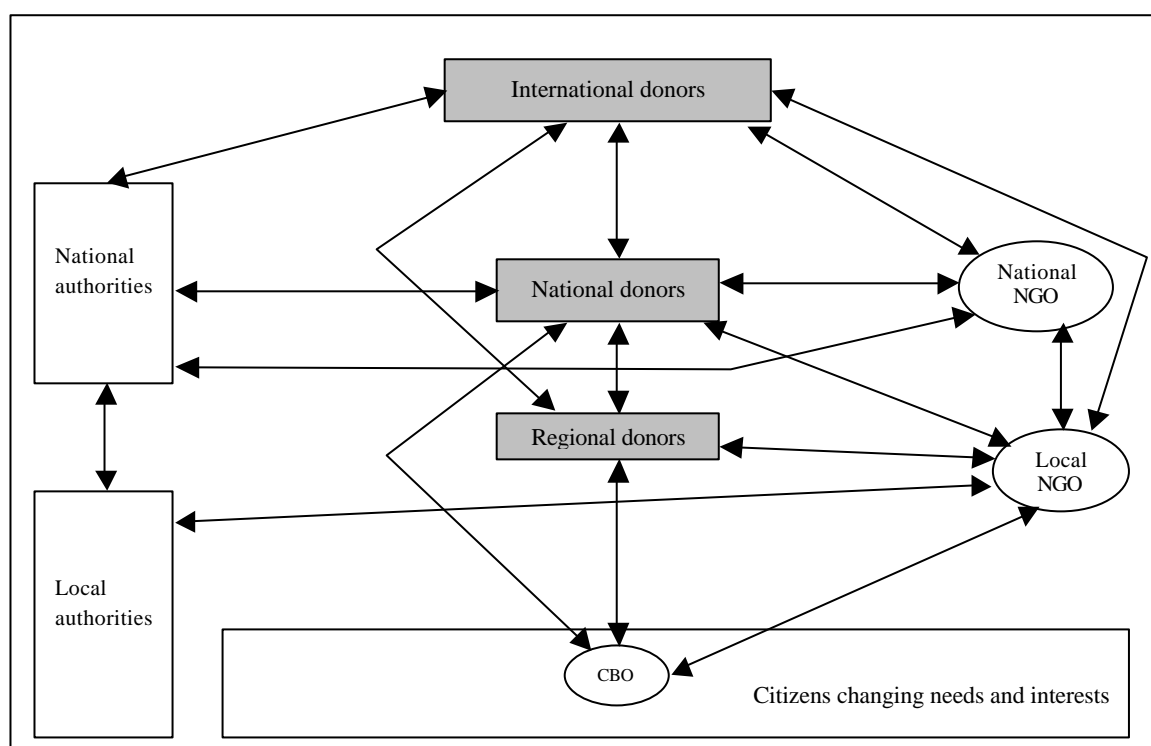 International donors
National
authorities
National donors
National
NGO
Regional donors
Local
NGO
Local
authorities
CBO
Citizens changing needs and interests